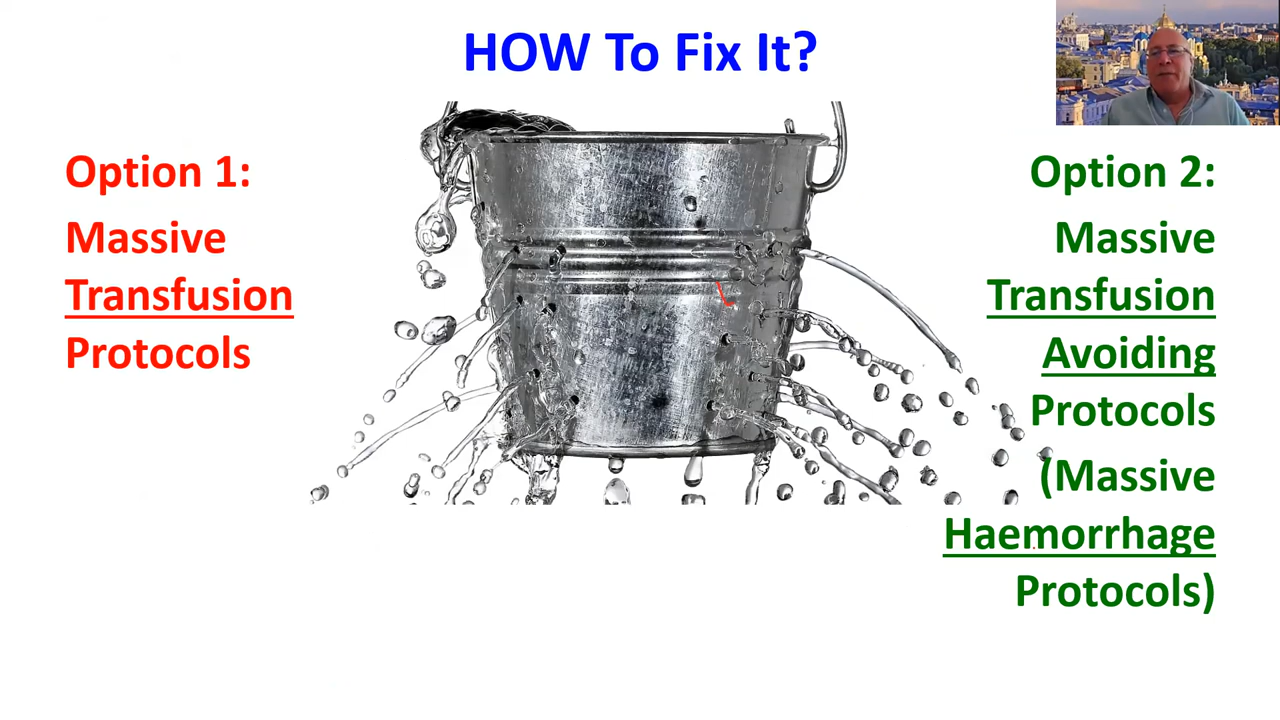 HOW To Fix It?
Option 1:
Massive
Transfusion
Protocols
Option 2:
Massive
Transfusion
Avoiding
Protocols
(Massive
Haemorrhage
Protocols)